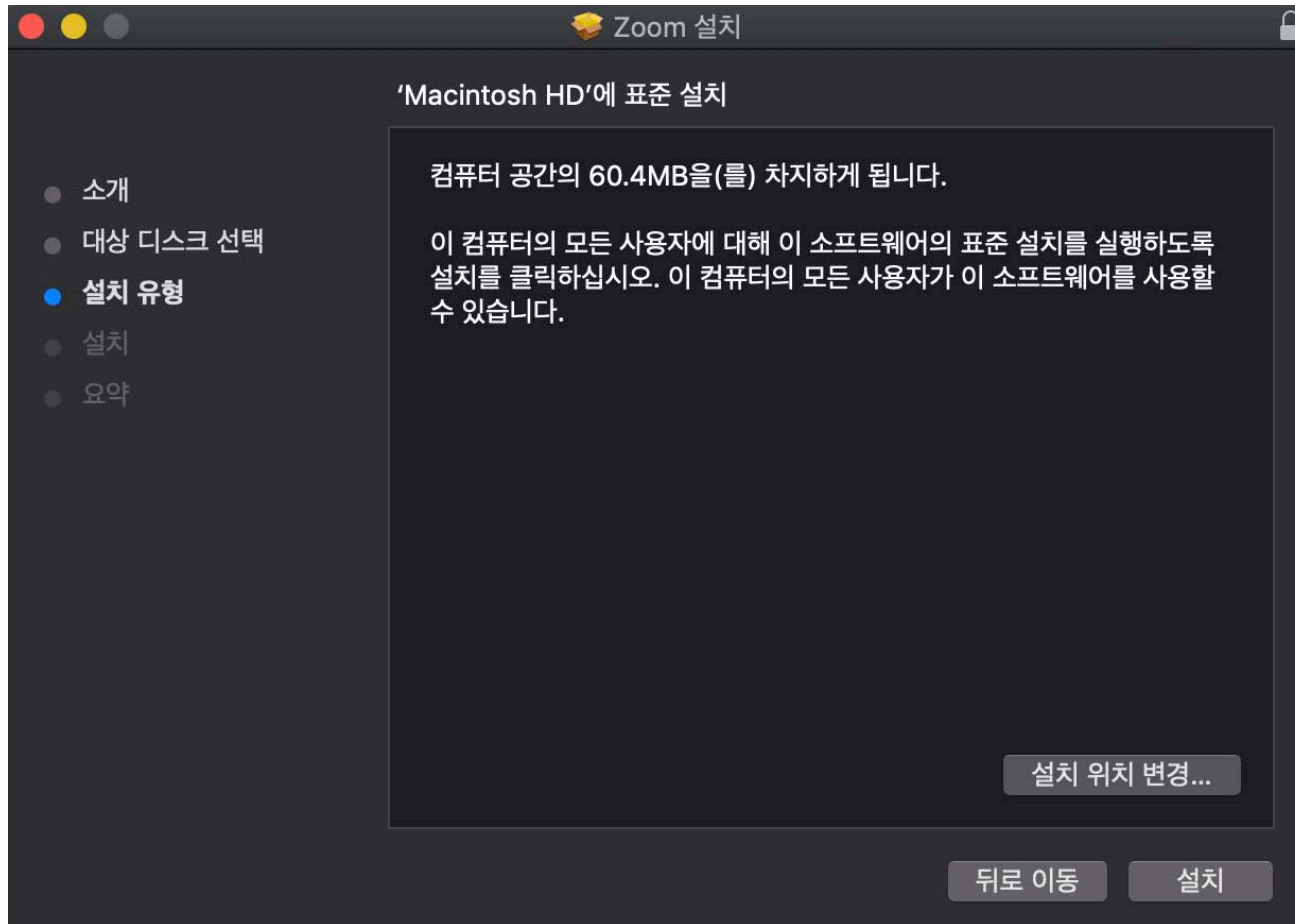 Zoom 설치
'Macintosh HD'에 표준 설치
소개
대상 디스크 선택
설치 유형
설치
요약
컴퓨터 공간의 60.4MB을(를) 차지하게 됩니다.
이 컴퓨터의 모든 사용자에 대해 이 소프트웨어의 표준 설치를 실행하도록
설치를 클릭하십시오. 이 컴퓨터의 모든 사용자가 이 소프트웨어를 사용할
수 있습니다.
설치 위치 변경...
뒤로 이동
설치